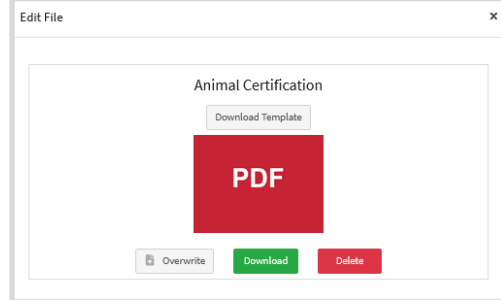 Edit File ×
Animal Certification
Download Template
PDF
Overwrite Download Delete